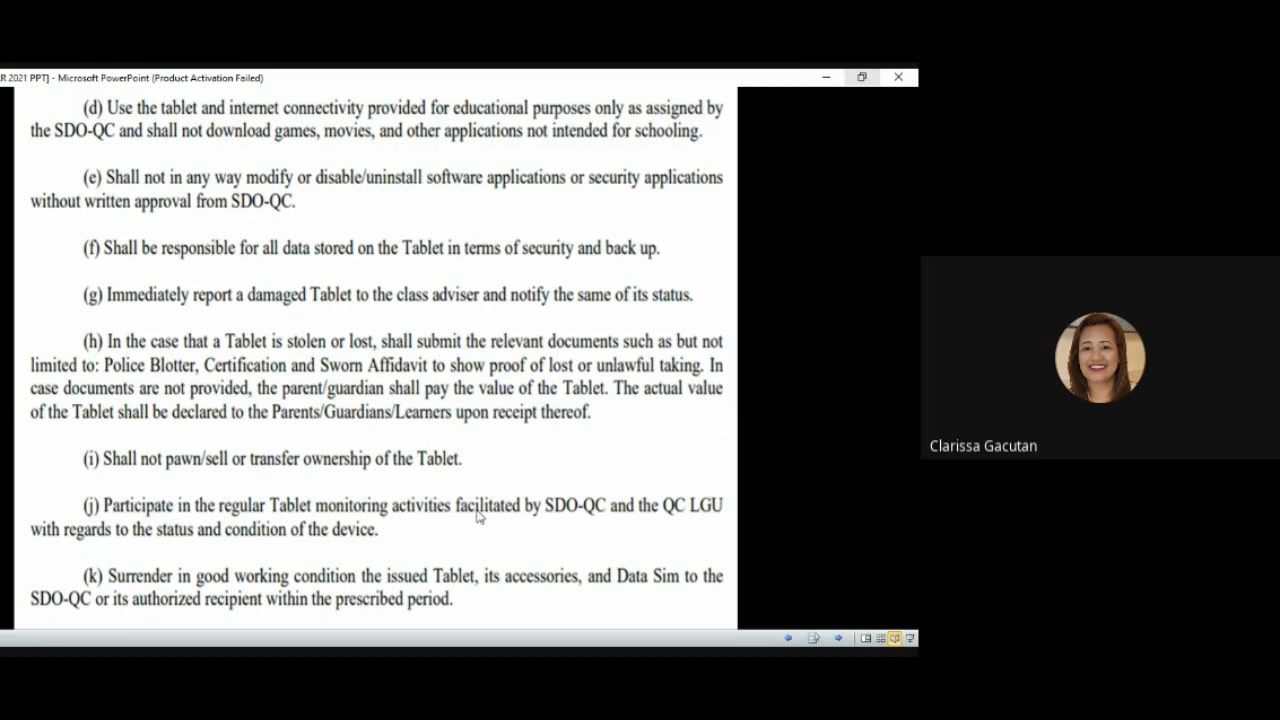 R 2021 PPT] - Microsoft PowerPoint (Product Activation Failed)
(d) Use the tablet and internet connectivity provided for educational purposes only as assigned by
the SDO-QC and shall not download games, movies, and other applications not intended for schooling.
(e) Shall not in any way modify or disable/uninstall software applications or security applications
without written approval from SDO-QC.
(f) Shall be responsible for all data stored on the Tablet in terms of security and back up.
(g) Immediately report a damaged Tablet to the class adviser and notify the same of its status.
(h) In the case that a Tablet is stolen or lost, shall submit the relevant documents such as but not
limited to: Police Blotter, Certification and Sworn Affidavit to show proof of lost or unlawful taking. In
case documents are not provided, the parent/guardian shall pay the value of the Tablet. The actual value
of the Tablet shall be declared to the Parents/Guardians/Learners upon receipt thereof.
(i) Shall not pawn/sell or transfer ownership of the Tablet.
(j) Participate in the regular Tablet monitoring activities facilitated by SDO-QC and the QC LGU
with regards to the status and condition of the device.
(k) Surrender in good working condition the issued Tablet, its accessories, and Data Sim to the
SDO-QC or its authorized recipient within the prescribed period.
Clarissa Gacutan